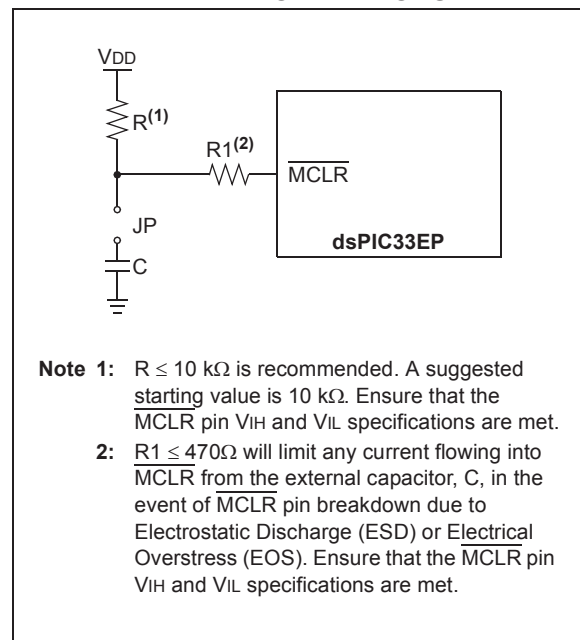 VDD
R(1)
R1(2)
MCLR
JP
dsPIC33EP
C
Note 1: R ≤ 10 kΩ is recommended. A suggested
starting value is 10 kΩ. Ensure that the
MCLR pin VIH and VIL specifications are met.
2: R1 ≤ 470Ω will limit any current flowing into
MCLR from the external capacitor, C, in the
event of MCLR pin breakdown due to
Electrostatic Discharge (ESD) or Electrical
Overstress (EOS). Ensure that the MCLR pin
VIH and VIL specifications are met.